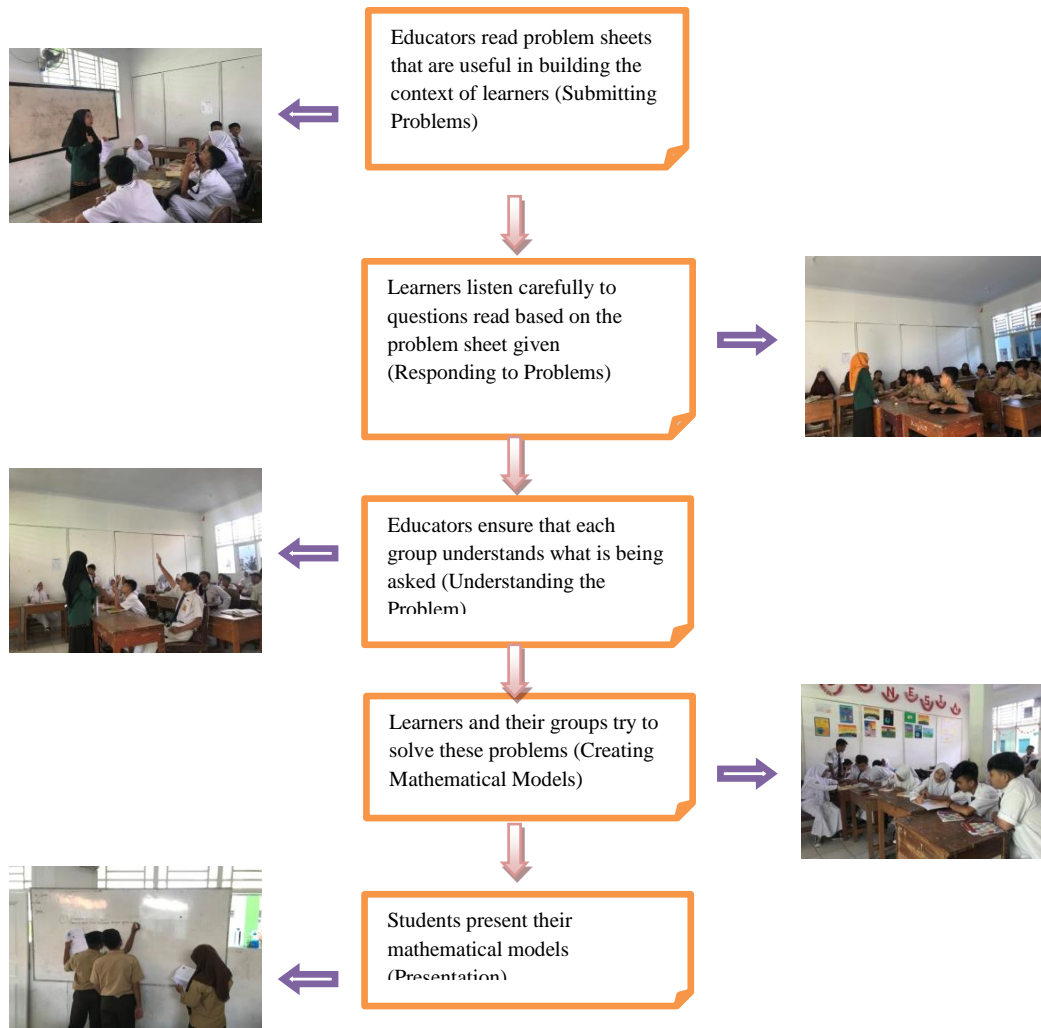 Educators read problem sheets
that are useful in building the
context of learners (Submitting
Problems)
Learners listen carefully to
questions read based on the
problem sheet given
(Responding to Problems)
Educators ensure that each
group understands what is being
asked (Understanding the
Problem)
Learners and their groups try to
solve these problems (Creating
Mathematical Models)
N E S I
Students present their
mathematical models
(Presentation)